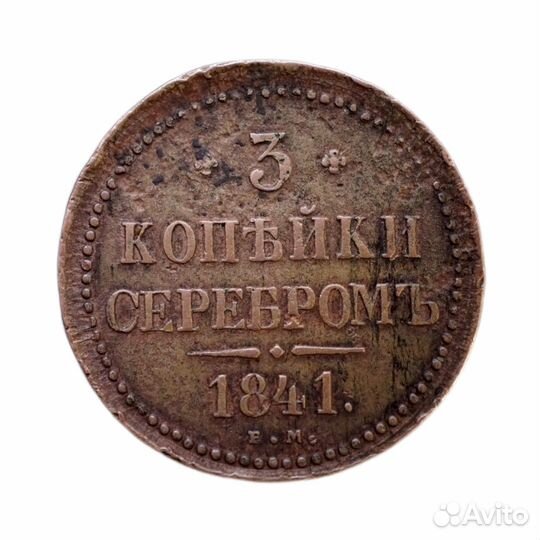 3
КОПѢЙКИ
СЕРЕБРОМЪ
1841.
Е.М.
Avito